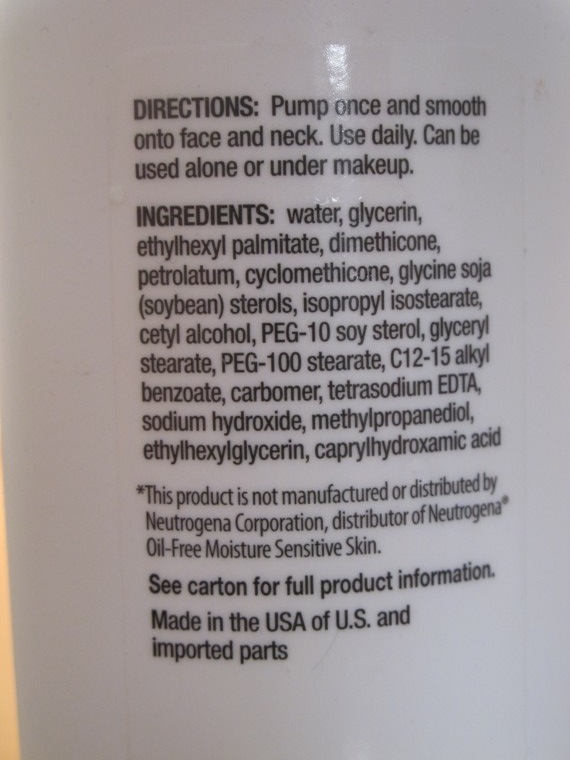 DIRECTIONS: Pump once and smooth
onto face and neck. Use daily. Can be
used alone or under makeup.
INGREDIENTS: water, glycerin,
ethylhexyl palmitate, dimethicone,
petrolatum, cyclomethicone, glycine soja
(soybean) sterols, isopropyl isostearate,
cetyl alcohol, PEG-10 soy sterol, glyceryl
stearate, PEG-100 stearate, C12-15 alkyl
benzoate, carbomer, tetrasodium EDTA,
sodium hydroxide, methylpropanediol,
ethylhexylglycerin, caprylhydroxamic acid
*This product is not manufactured or distributed by
Neutrogena Corporation, distributor of Neutrogena®
Oil-Free Moisture Sensitive Skin.
See carton for full product information.
Made in the USA of U.S. and
imported parts